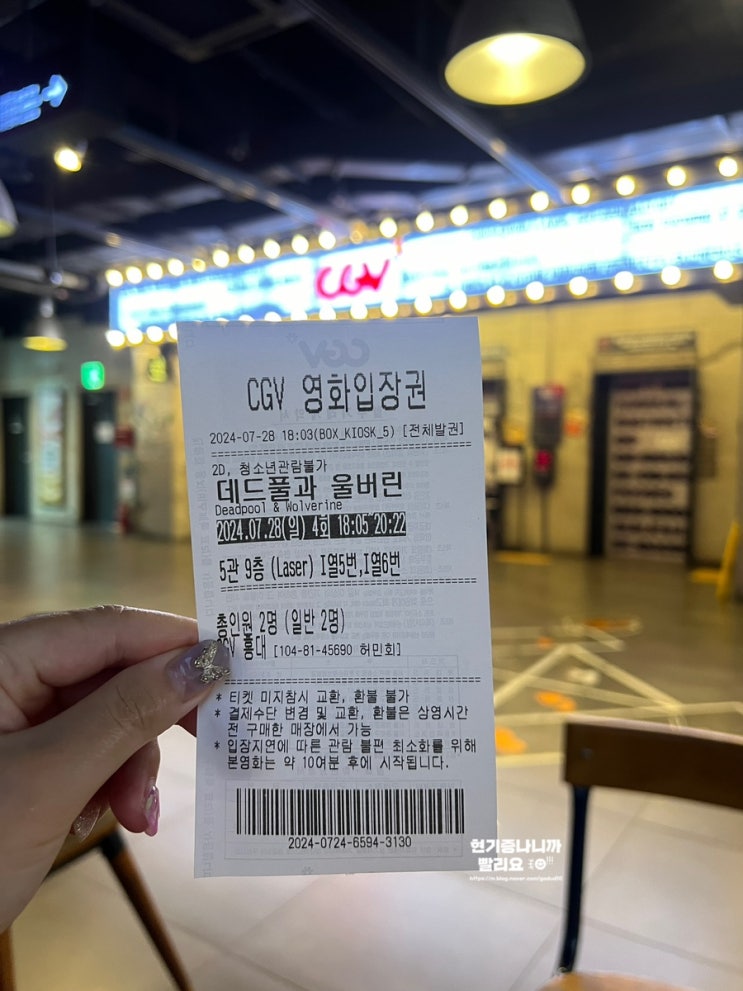 CGV
CGV 영화입장권
2024-07-28 18:03(BOX_KIOSK_5) [전체발권]
2D, 청소년관람불가
데드풀과 울버린
Deadpool & Wolverine
2024.07.28(일) 4회 18:05~20:22
5관 9층 (Laser) I열5번,I열6번
총인원 2명 (일반 2명)
CGV 홍대 [104-81-45690 허민회]
* 티켓 미지참시 교환, 환불 불가
* 결제수단 변경 및 교환, 환불은 상영시간
전 구매한 매장에서 가능
* 입장지연에 따른 관람 불편 최소화를 위해
본영화는 약 10여분 후에 시작됩니다.
2024-0724-6594-3130
현기증나니까
빨리요